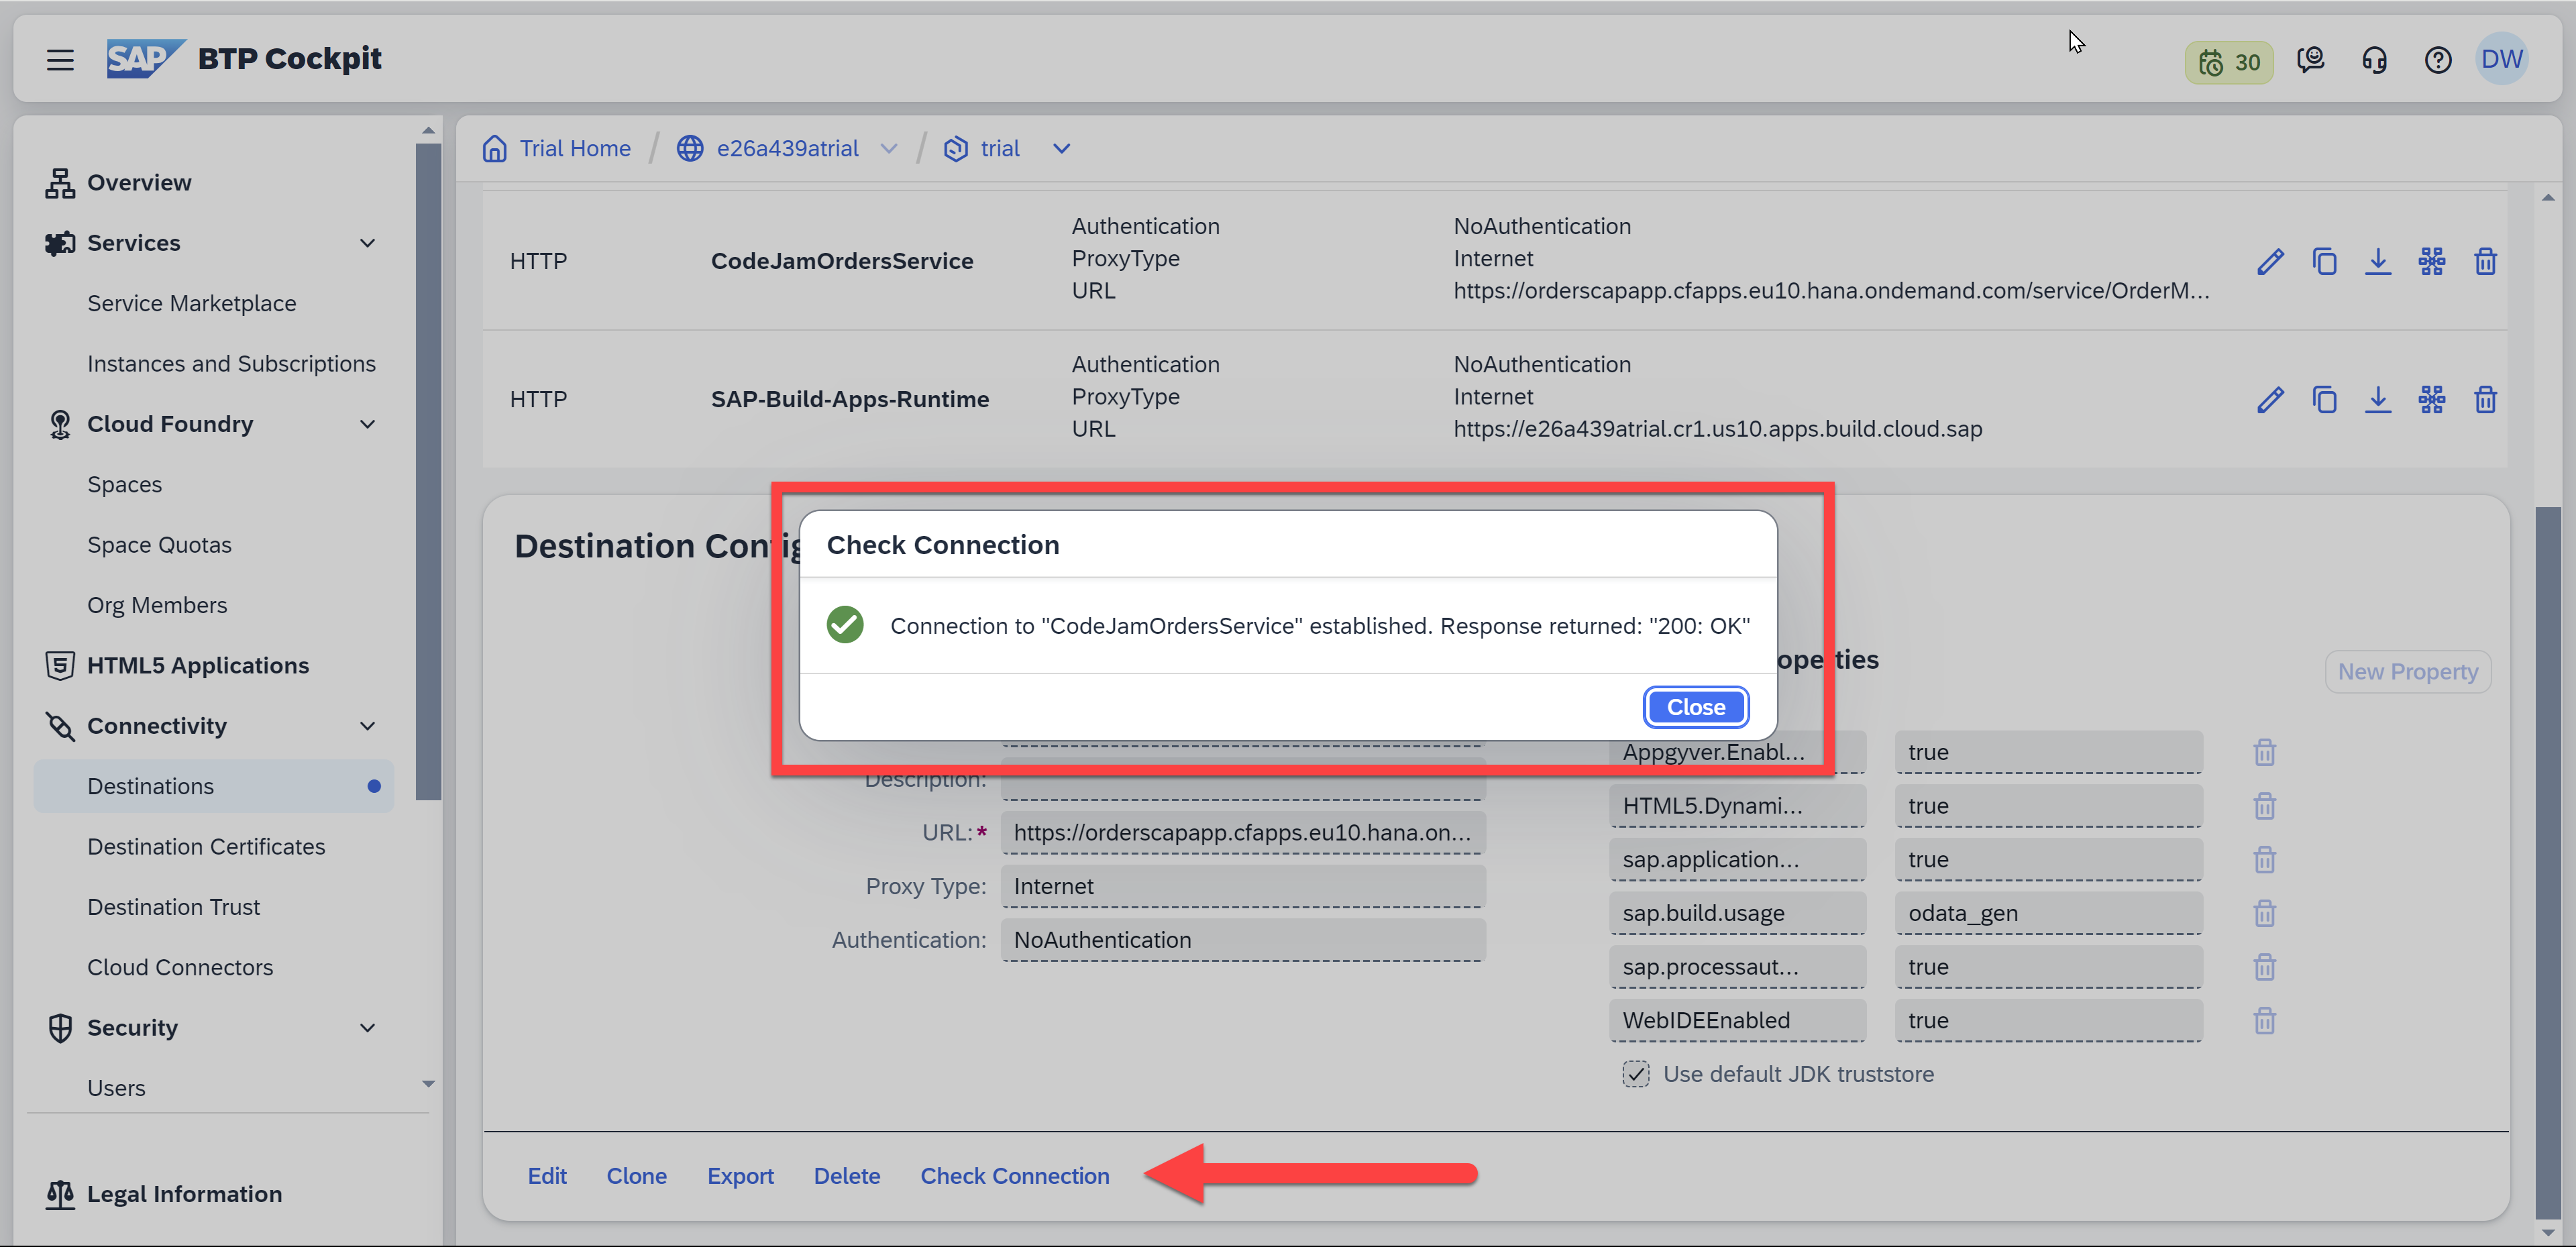 SAP BTP Cockpit
30
DW
Overview
Services
Service Marketplace
Instances and Subscriptions
Cloud Foundry
Spaces
Space Quotas
Org Members
5 HTML5 Applications
Connectivity
Destinations
Destination Certificates
Destination Trust
Cloud Connectors
Security
Users
Legal Information
Trial Home / e26a439atrial / trial
HTTP CodeJamOrdersService
Authentication NoAuthentication
ProxyType Internet
URL https://orderscapapp.cfapps.eu10.hana.ondemand.com/service/OrderM...
HTTP SAP-Build-Apps-Runtime
Authentication NoAuthentication
ProxyType Internet
URL https://e26a439atrial.cr1.us10.apps.build.cloud.sap
Destination Config
Check Connection
Connection to "CodeJamOrdersService" established. Response returned: "200: OK"
Close
operties
New Property
Description:
URL:* https://orderscapapp.cfapps.eu10.hana.on...
Proxy Type: Internet
Authentication: NoAuthentication
Appgyver.Enabl... true
HTML5.Dynami... true
sap.application... true
sap.build.usage odata_gen
sap.processaut... true
WebIDEEnabled true
Use default JDK truststore
Edit Clone Export Delete Check Connection